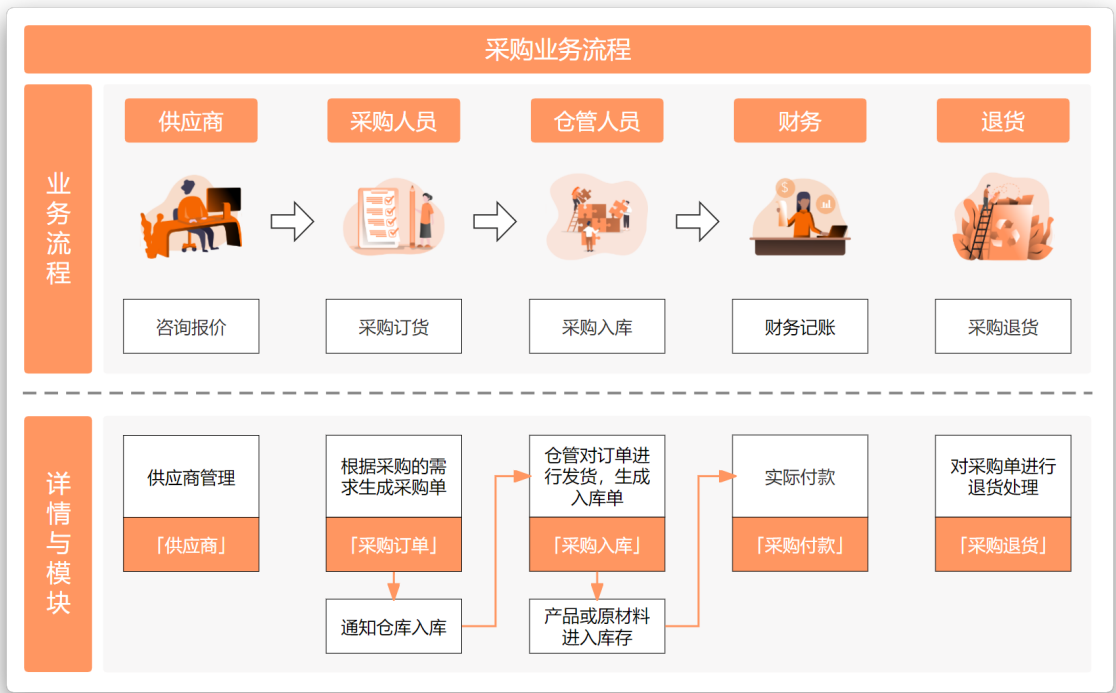 采购业务流程
业务流程
供应商
采购人员
仓管人员
财务
退货
咨询报价
采购订货
采购入库
财务记账
采购退货
详情与模块
供应商管理
「供应商」
根据采购的需
求生成采购单
「采购订单」
通知仓库入库
仓管对订单进
行发货，生成
入库单
「采购入库」
产品或原材料
进入库存
实际付款
「采购付款」
对采购单进行
退货处理
「采购退货」